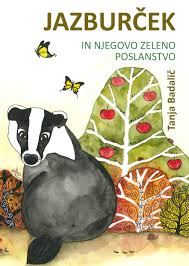 JAZBURČEK
IN NJEGOVO ZELENO
POSLANSTVO
Tanja Badalič